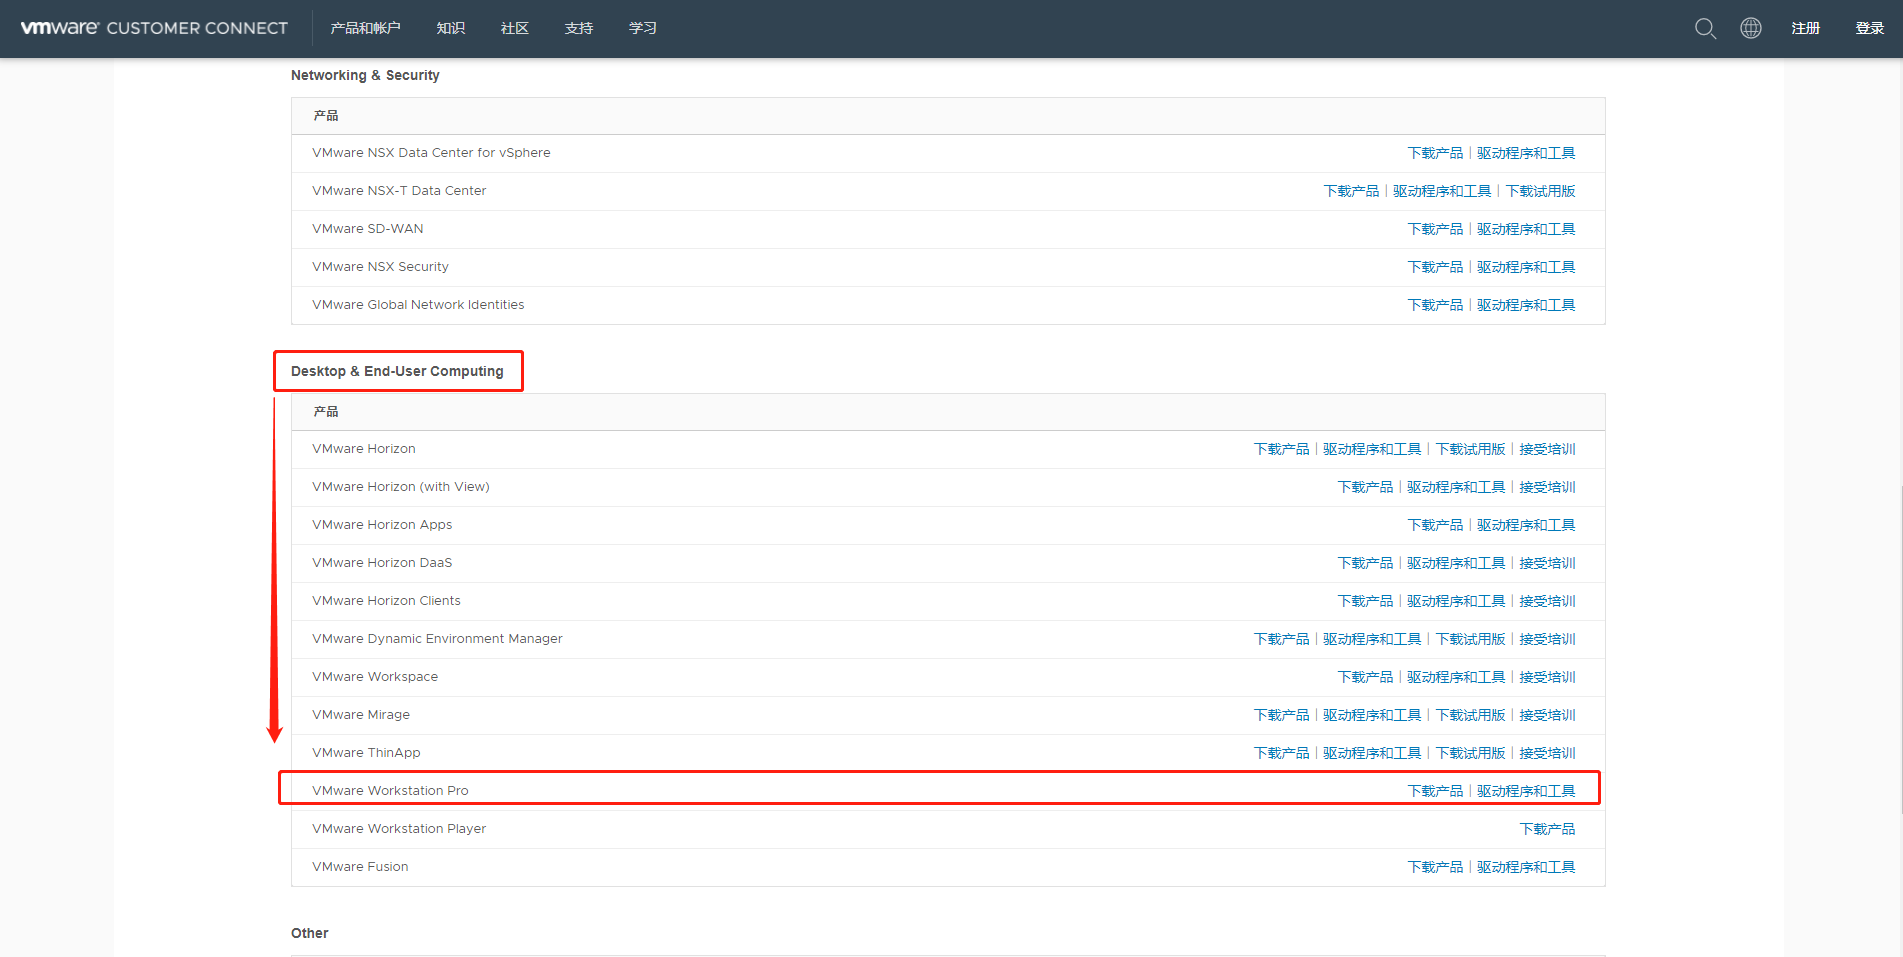 vmware® CUSTOMER CONNECT 产品和帐户 知识 社区 支持 学习 注册 登录
Networking & Security
产品
VMware NSX Data Center for vSphere 下载产品 | 驱动程序和工具
VMware NSX-T Data Center 下载产品 | 驱动程序和工具 | 下载试用版
VMware SD-WAN 下载产品 | 驱动程序和工具
VMware NSX Security 下载产品 | 驱动程序和工具
VMware Global Network Identities 下载产品 | 驱动程序和工具
Desktop & End-User Computing
产品
VMware Horizon 下载产品 | 驱动程序和工具 | 下载试用版 | 接受培训
VMware Horizon (with View) 下载产品 | 驱动程序和工具 | 接受培训
VMware Horizon Apps 下载产品 | 驱动程序和工具
VMware Horizon DaaS 下载产品 | 驱动程序和工具 | 接受培训
VMware Horizon Clients 下载产品 | 驱动程序和工具 | 接受培训
VMware Dynamic Environment Manager 下载产品 | 驱动程序和工具 | 下载试用版 | 接受培训
VMware Workspace 下载产品 | 驱动程序和工具 | 接受培训
VMware Mirage 下载产品 | 驱动程序和工具 | 下载试用版 | 接受培训
VMware ThinApp 下载产品 | 驱动程序和工具 | 下载试用版 | 接受培训
VMware Workstation Pro 下载产品 | 驱动程序和工具
VMware Workstation Player 下载产品
VMware Fusion 下载产品 | 驱动程序和工具
Other